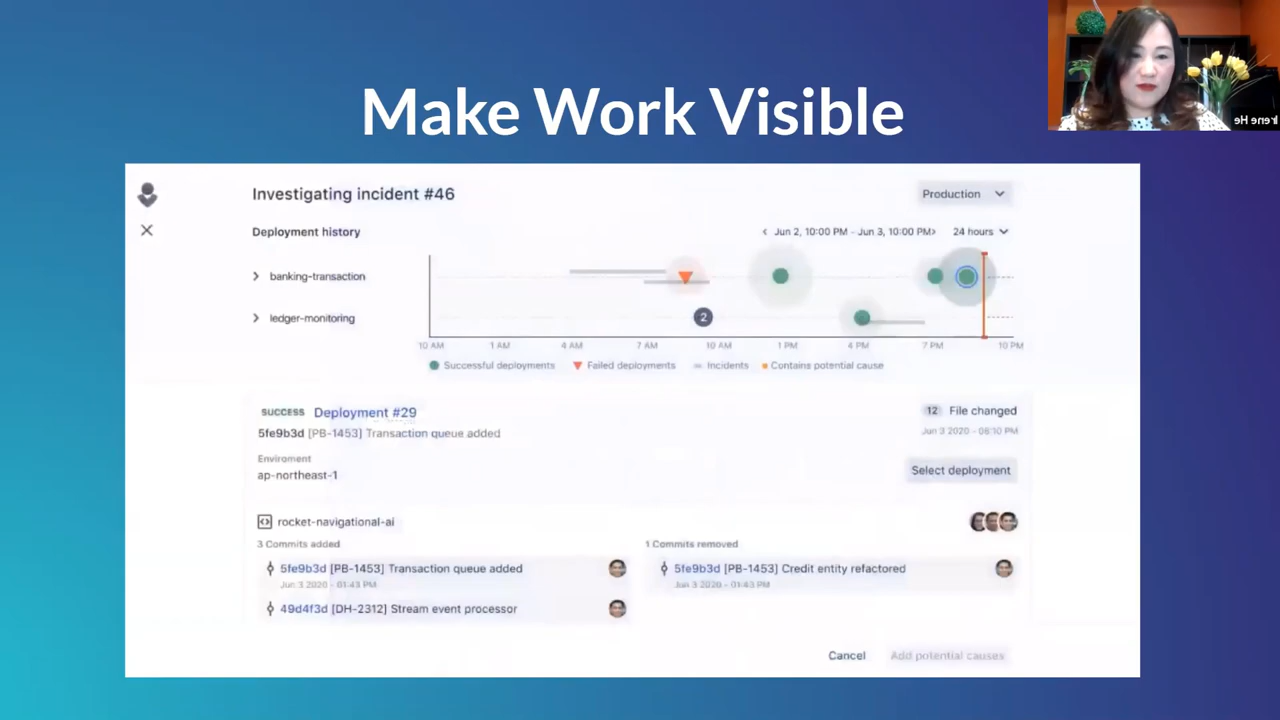 Make Work Visible
Irene He
Investigating incident #46
Production
Deployment history
< Jun 2, 10:00 PM - Jun 3, 10:00 PM>
24 hours
banking-transaction
ledger-monitoring
2
10 AM 1 AM 4 AM 7 AM 10 AM 1 PM 4 PM 7 PM 10 PM
Successful deployments Failed deployments Incidents Contains potential cause
SUCCESS Deployment #29
12 File changed
5fe9b3d [PB-1453] Transaction queue added
Jun 3 2020 - 06:10 PM
Enviroment
ap-northeast-1
Select deployment
rocket-navigational-ai
3 Commits added
1 Commits removed
5fe9b3d [PB-1453] Transaction queue added
Jun 3 2020 - 01:43 PM
5fe9b3d [PB-1453] Credit entity refactored
Jun 3 2020 - 01:43 PM
49d4f3d [DH-2312] Stream event processor
Cancel
Add potential causes